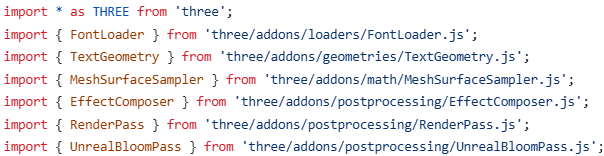 import * as THREE from 'three';
import { FontLoader } from 'three/addons/loaders/FontLoader.js';
import { TextGeometry } from 'three/addons/geometries/TextGeometry.js';
import { MeshSurfaceSampler } from 'three/addons/math/MeshSurfaceSampler.js';
import { EffectComposer } from 'three/addons/postprocessing/EffectComposer.js';
import { RenderPass } from 'three/addons/postprocessing/RenderPass.js';
import { UnrealBloomPass } from 'three/addons/postprocessing/UnrealBloomPass.js';